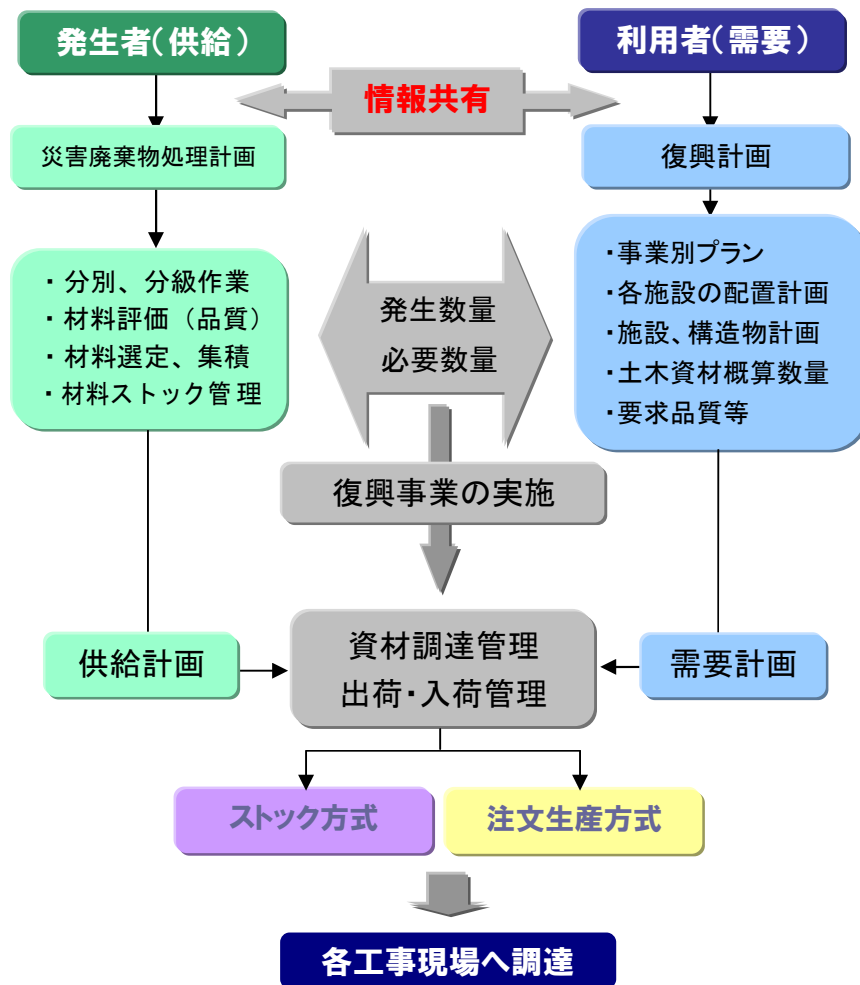 発生者(供給)
利用者(需要)
情報共有
災害廃棄物処理計画
復興計画
・分別、分級作業
・材料評価（品質）
・材料選定、集積
・材料ストック管理
発生数量
必要数量
・事業別プラン
・各施設の配置計画
・施設、構造物計画
・土木資材概算数量
・要求品質等
復興事業の実施
供給計画
資材調達管理
出荷・入荷管理
需要計画
ストック方式
注文生産方式
各工事現場へ調達